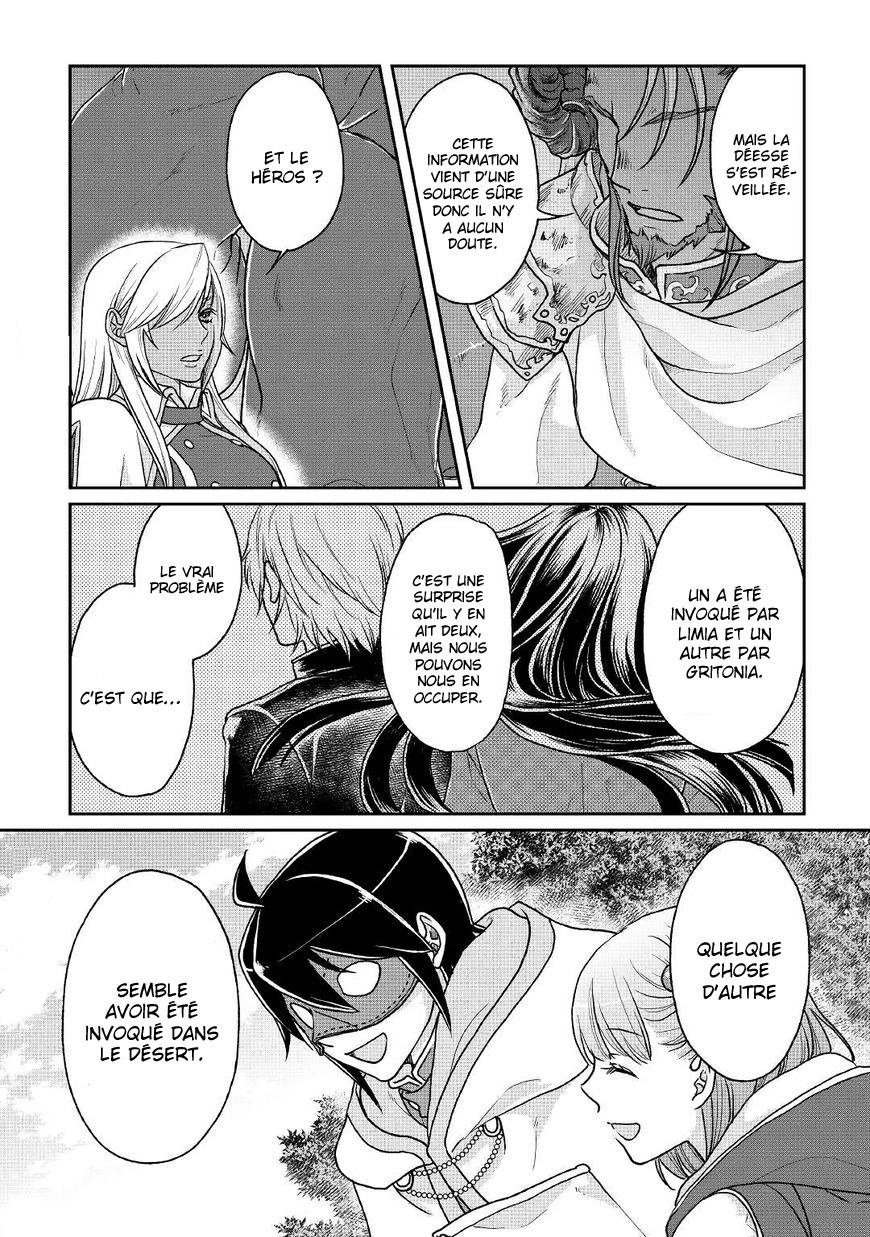 MAIS LA
DÉESSE
S'EST RÉ-
VEILLÉE.
CETTE
INFORMATION
VIENT D'UNE
SOURCE SÛRE
DONC IL N'Y
A AUCUN
DOUTE.
ET LE
HÉROS ?
UN A ÉTÉ
INVOQUÉ PAR
LIMIA ET UN
AUTRE PAR
GRITONIA.
C'EST UNE
SURPRISE
QU'IL Y EN
AIT DEUX,
MAIS NOUS
POUVONS
NOUS EN
OCCUPER.
LE VRAI
PROBLÈME
C'EST QUE...
QUELQUE
CHOSE
D'AUTRE
SEMBLE
AVOIR ÉTÉ
INVOQUÉ DANS
LE DÉSERT.